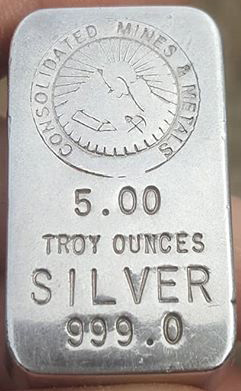 CONSOLIDATED MINES & METALS
5.00
TROY OUNCES
SILVER
999.0